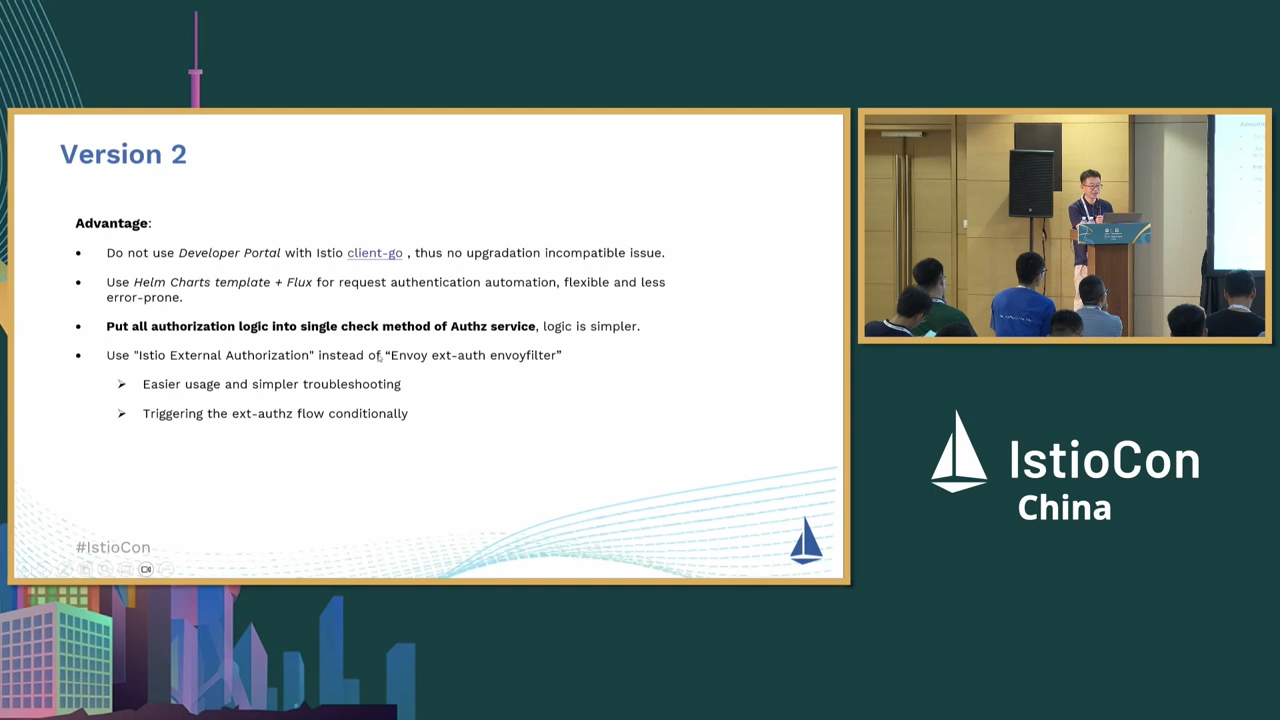 Version 2
Advantage:
• Do not use Developer Portal with Istio client-go , thus no upgradation incompatible issue.
• Use Helm Charts template + Flux for request authentication automation, flexible and less
error-prone.
• Put all authorization logic into single check method of Authz service, logic is simpler.
• Use "Istio External Authorization" instead of “Envoy ext-auth envoyfilter”
➢ Easier usage and simpler troubleshooting
➢ Triggering the ext-authz flow conditionally
#IstioCon
IstioCon
China